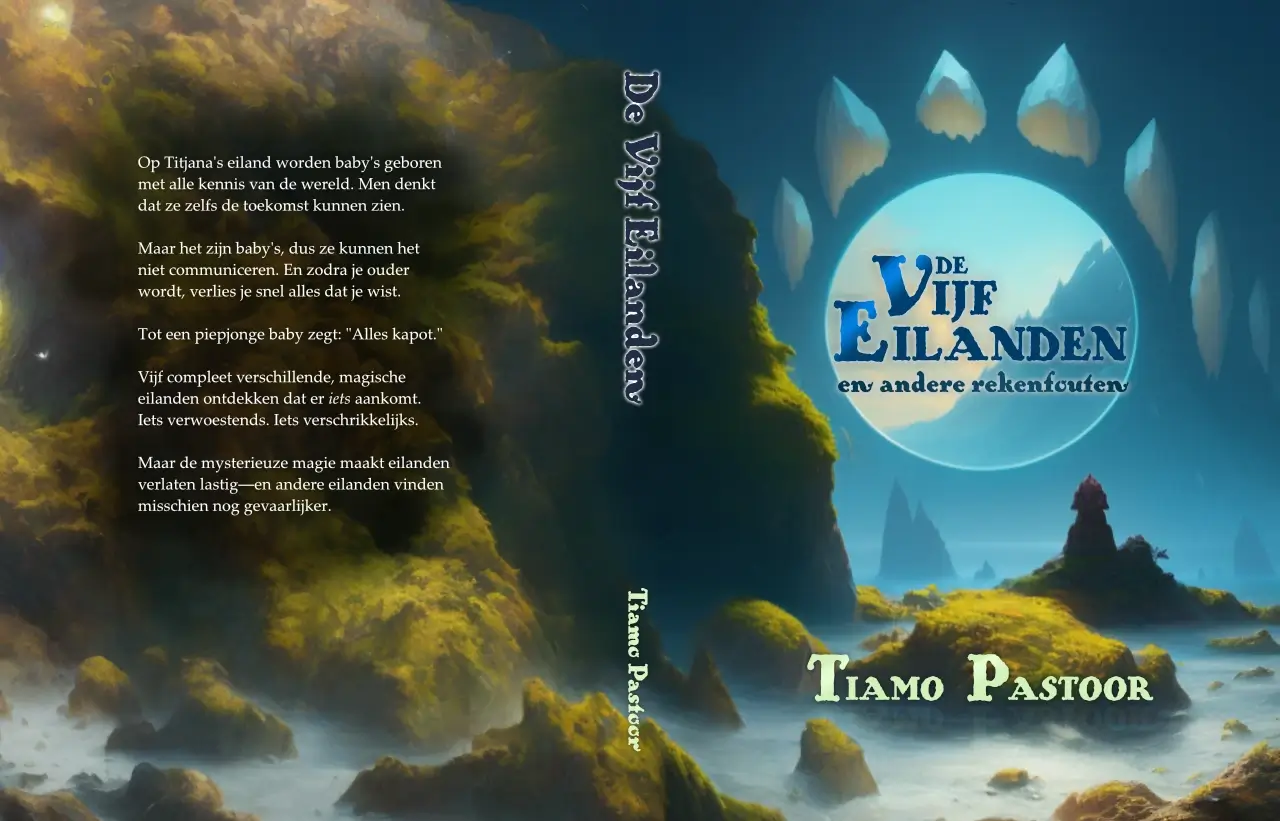 Op Titjana's eiland worden baby's geboren
met alle kennis van de wereld. Men denkt
dat ze zelfs de toekomst kunnen zien.
Maar het zijn baby's, dus ze kunnen het
niet communiceren. En zodra je ouder
wordt, verlies je snel alles dat je wist.
Tot een piepjonge baby zegt: "Alles kapot."
Vijf compleet verschillende, magische
eilanden ontdekken dat er iets aankomt.
Iets verwoestends. Iets verschrikkelijks.
Maar de mysterieuze magie maakt eilanden
verlaten lastig—en andere eilanden vinden
misschien nog gevaarlijker.
De Vijf Eilanden
Tiamo Pastoor
DE
VIJF
EILANDEN
en andere rekenfouten
TIAMO PASTOOR